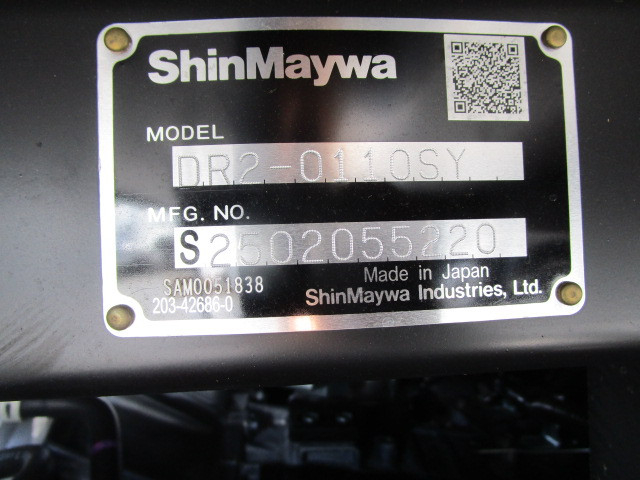 ShinMaywa
MODEL
DR2-0110SY
MFG. NO.
S2502055220
SAM0051838
203-42686-0
Made in Japan
ShinMaywa Industries, Ltd.